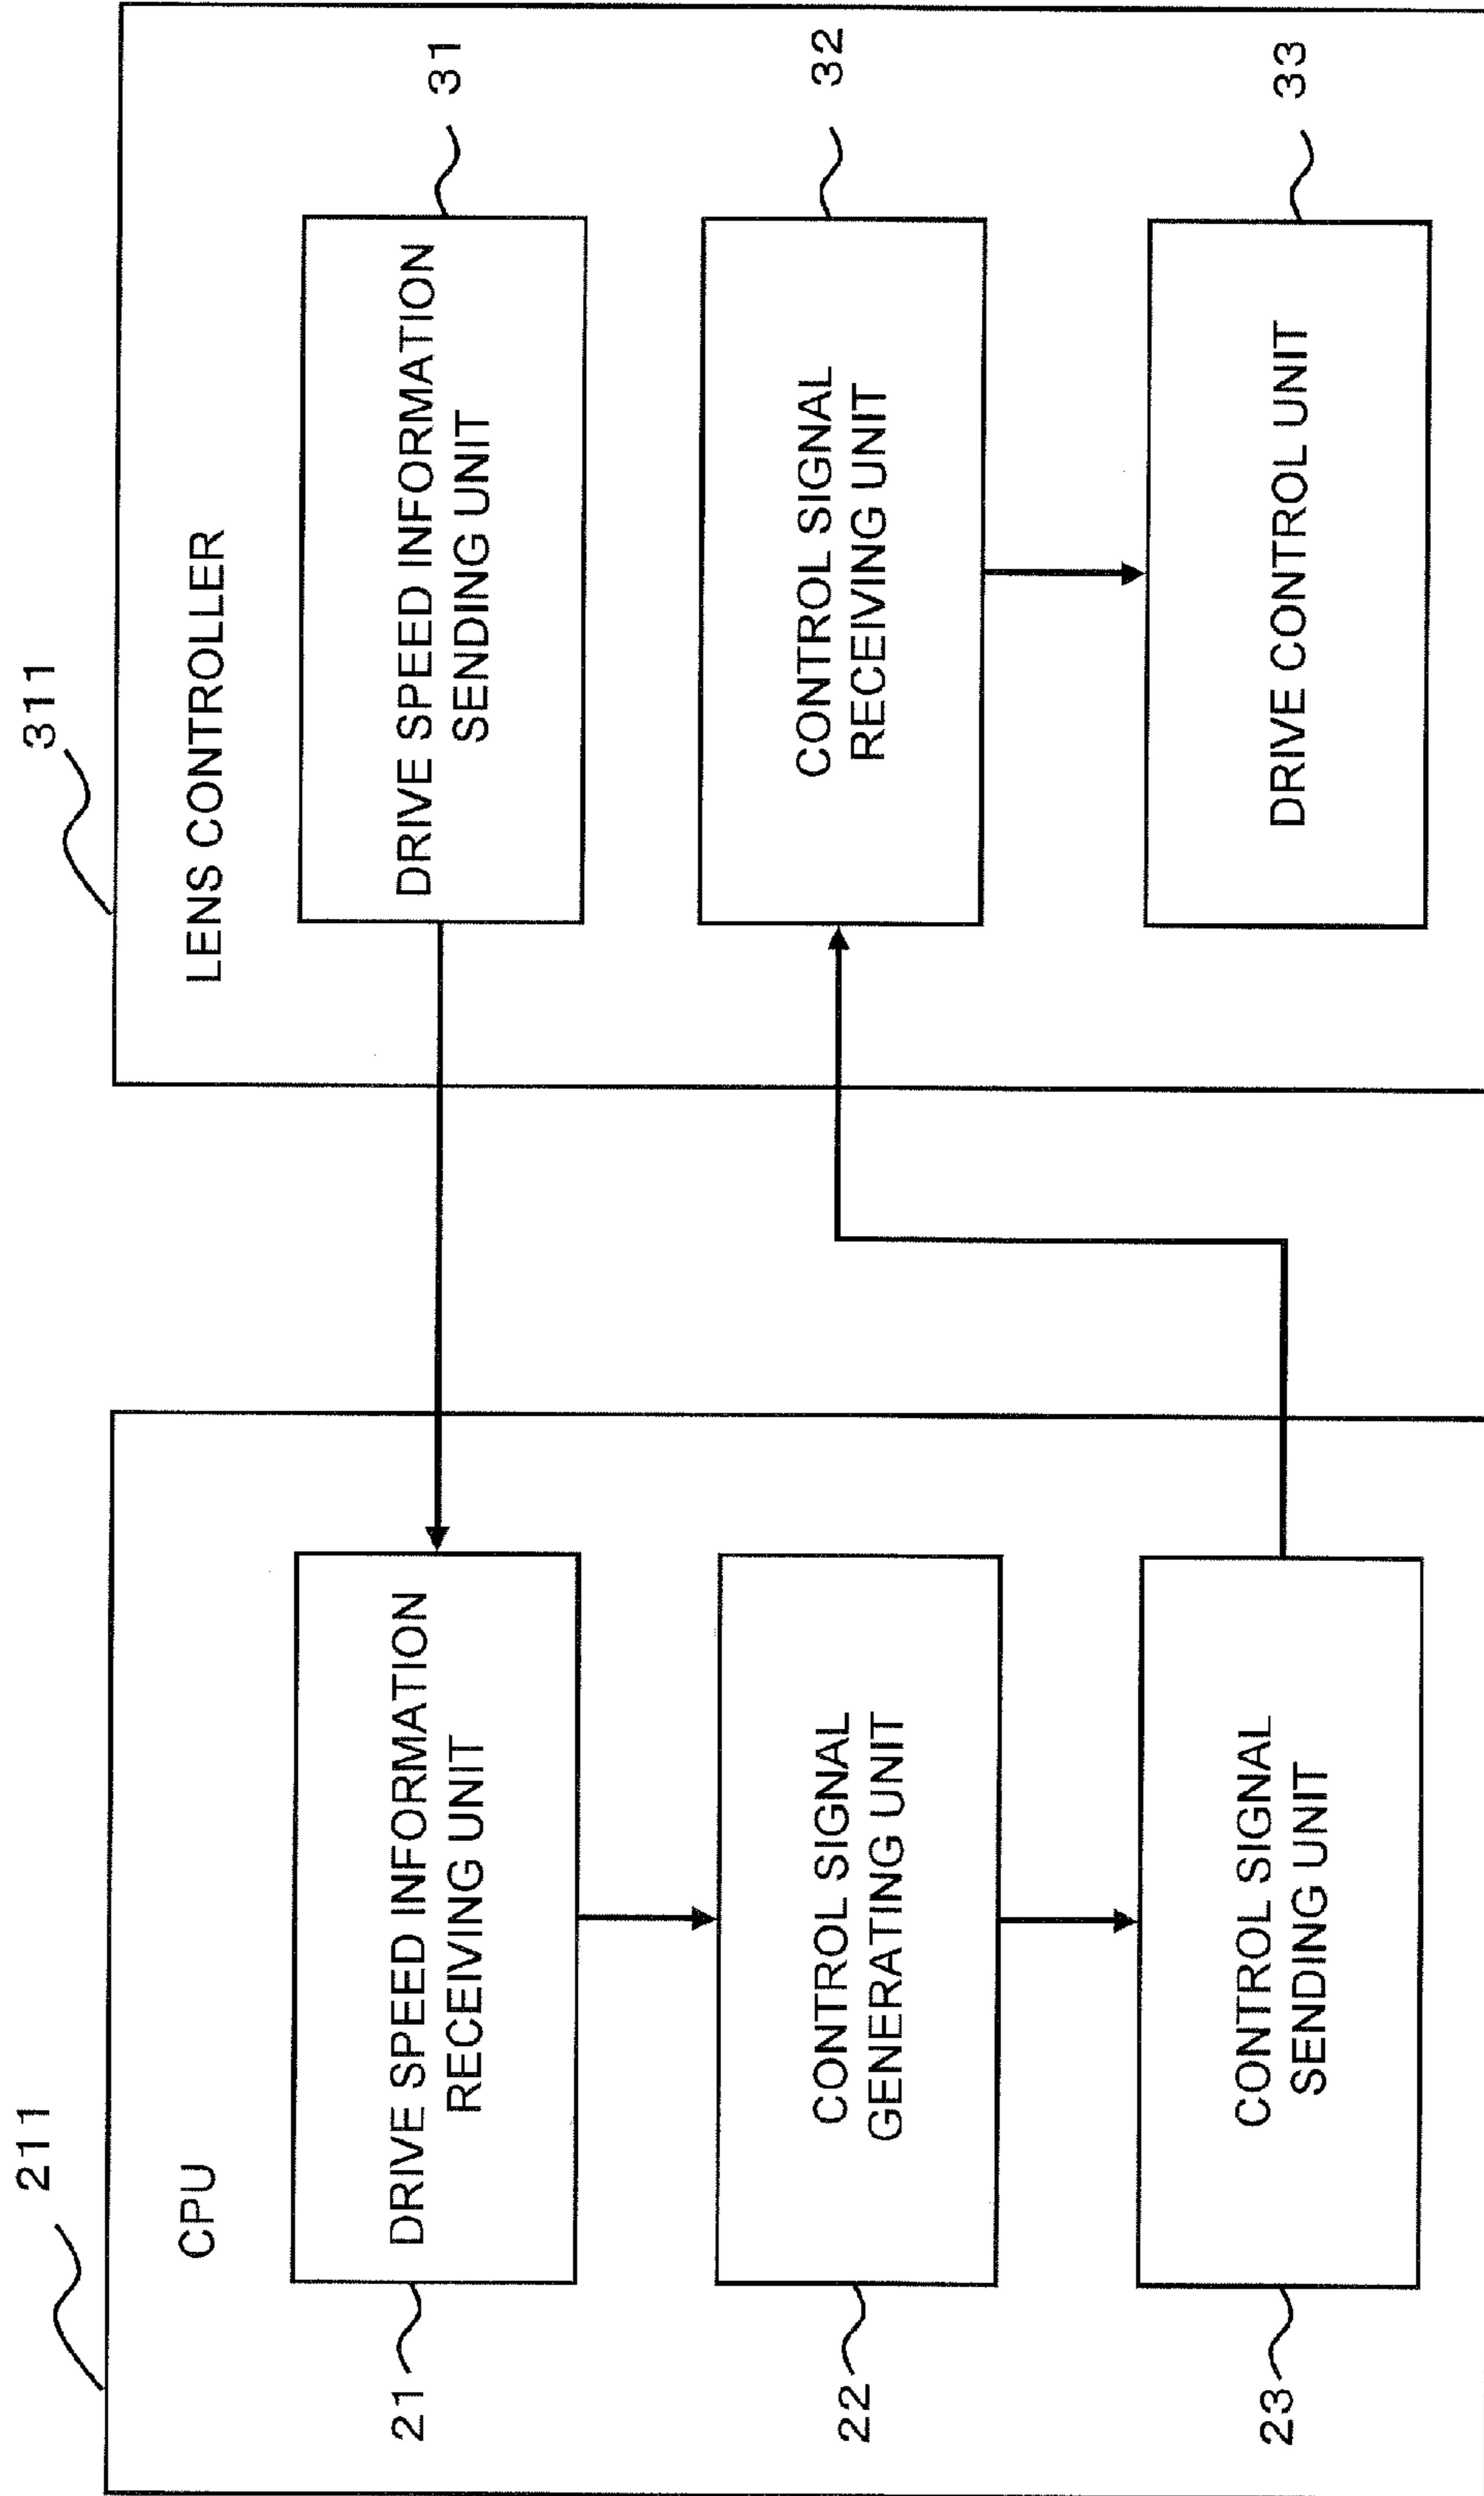 211
CPU
21
DRIVE SPEED INFORMATION
RECEIVING UNIT
22
CONTROL SIGNAL
GENERATING UNIT
23
CONTROL SIGNAL
SENDING UNIT
311
LENS CONTROLLER
DRIVE SPEED INFORMATION
SENDING UNIT
31
CONTROL SIGNAL
RECEIVING UNIT
32
DRIVE CONTROL UNIT
33